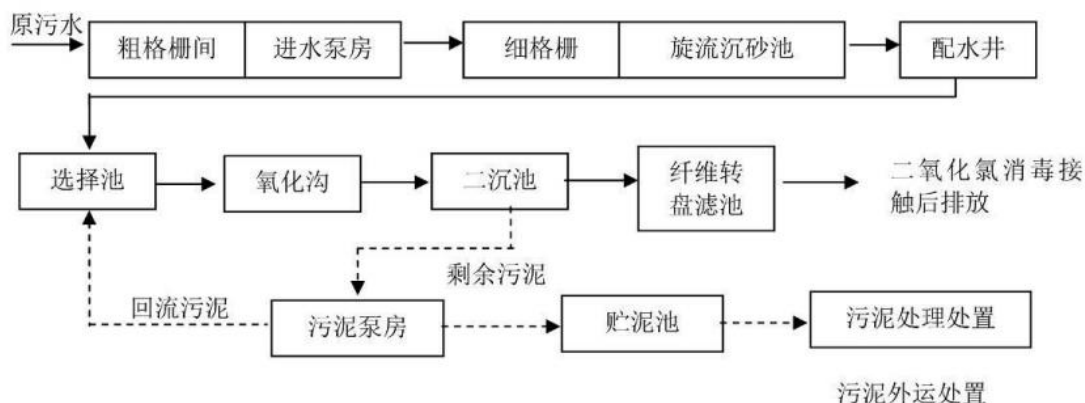 原污水
粗格栅间 进水泵房 细格栅 旋流沉砂池 配水井
选择池 氧化沟 二沉池 纤维转
盘滤池 二氧化氯消毒接
触后排放
剩余污泥
回流污泥
污泥泵房 贮泥池 污泥处理处置
污泥外运处置